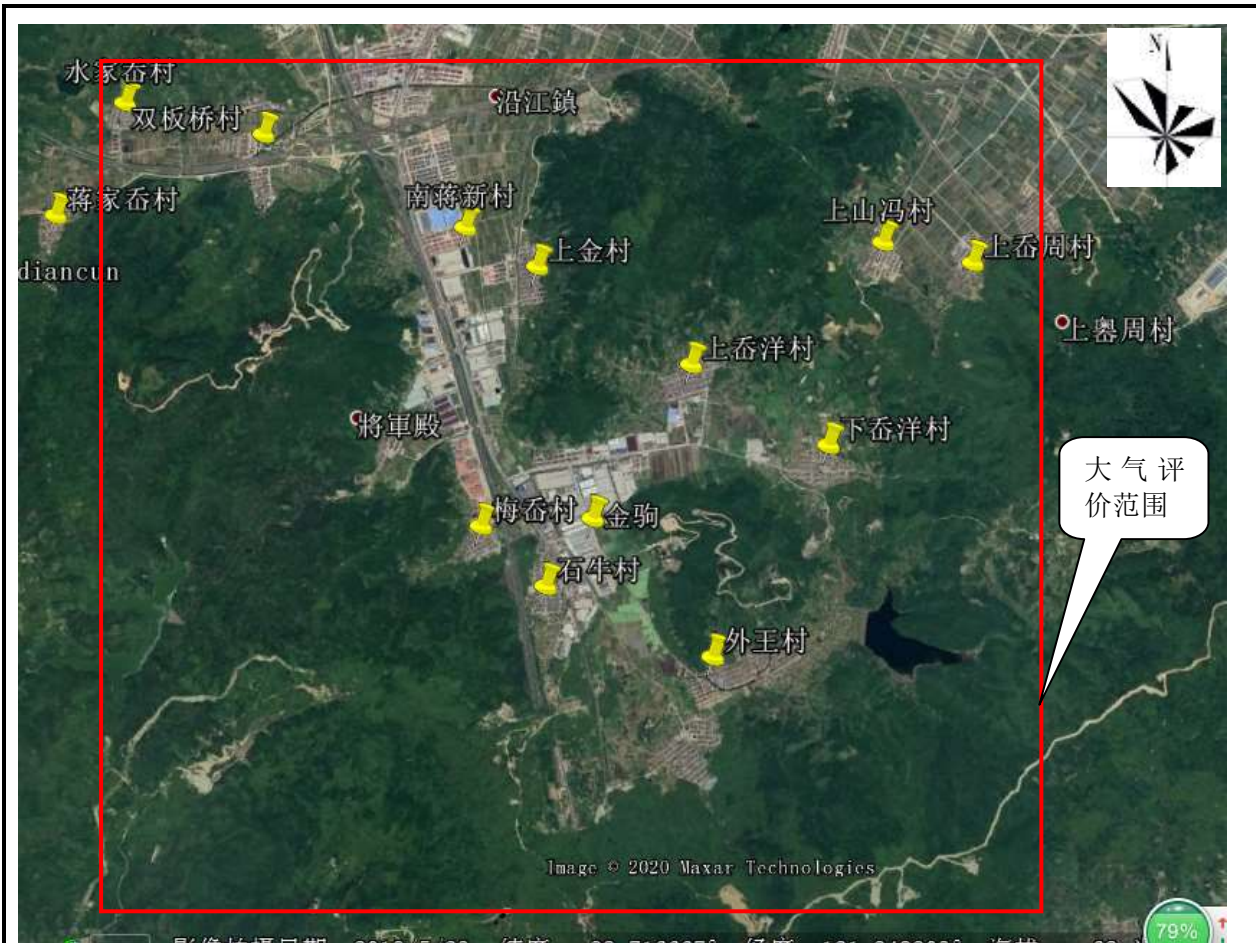 N
水家岙村
双板桥村
沿江鎮
蒋家岙村
南蒋新村
上金村
上山冯村
上岙周村
diancun
上粵周村
上岙洋村
將軍殿
下岙洋村
大气评
价范围
梅岙村
金驹
石牛村
外王村
Image © 2020 Maxar Technologies
79%